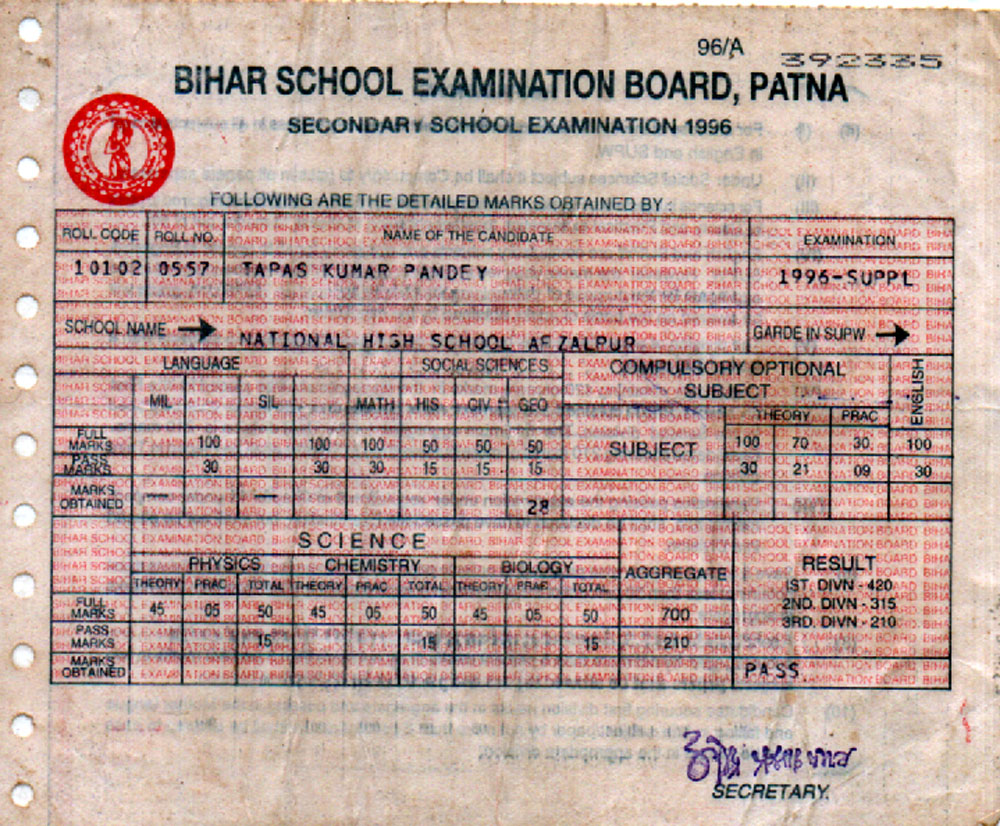 96/A 392335
BIHAR SCHOOL EXAMINATION BOARD, PATNA
SECONDARY SCHOOL EXAMINATION 1996
FOLLOWING ARE THE DETAILED MARKS OBTAINED BY :
ROLL CODE ROLL NO. NAME OF THE CANDIDATE EXAMINATION
10102 0557 TAPAS KUMAR PANDEY 1996-SUPPL
SCHOOL NAME → NATIONAL HIGH SCHOOL AFZALPUR GARDE IN SUPW →
LANGUAGE SOCIAL SCIENCES COMPULSORY OPTIONAL SUBJECT ENGLISH
MIL SIL MATH HIS CIV GEO SUBJECT THEORY PRAC
FULL MARKS 100 100 100 50 50 50 100 70 30 100
PASS MARKS 30 30 30 15 15 15 30 21 09 30
MARKS OBTAINED — — 28
SCIENCE
PHYSICS CHEMISTRY BIOLOGY AGGREGATE RESULT
THEORY PRAC TOTAL THEORY PRAC TOTAL THEORY PRAC TOTAL
1ST. DIVN - 420
2ND. DIVN - 315
3RD. DIVN - 210
FULL MARKS 45 05 50 45 05 50 45 05 50 700
PASS MARKS 15 15 15 210
MARKS OBTAINED PASS
SECRETARY.